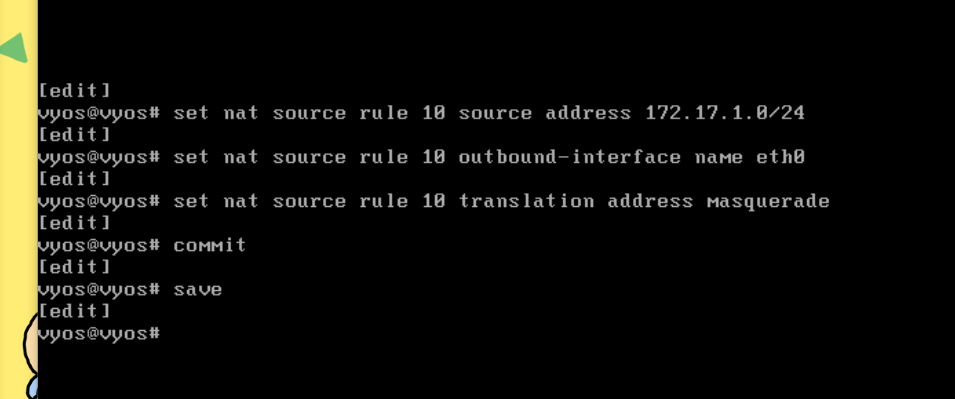 [edit]
vyos@vyos# set nat source rule 10 source address 172.17.1.0/24
[edit]
vyos@vyos# set nat source rule 10 outbound-interface name eth0
[edit]
vyos@vyos# set nat source rule 10 translation address masquerade
[edit]
vyos@vyos# commit
[edit]
vyos@vyos# save
[edit]
vyos@vyos#